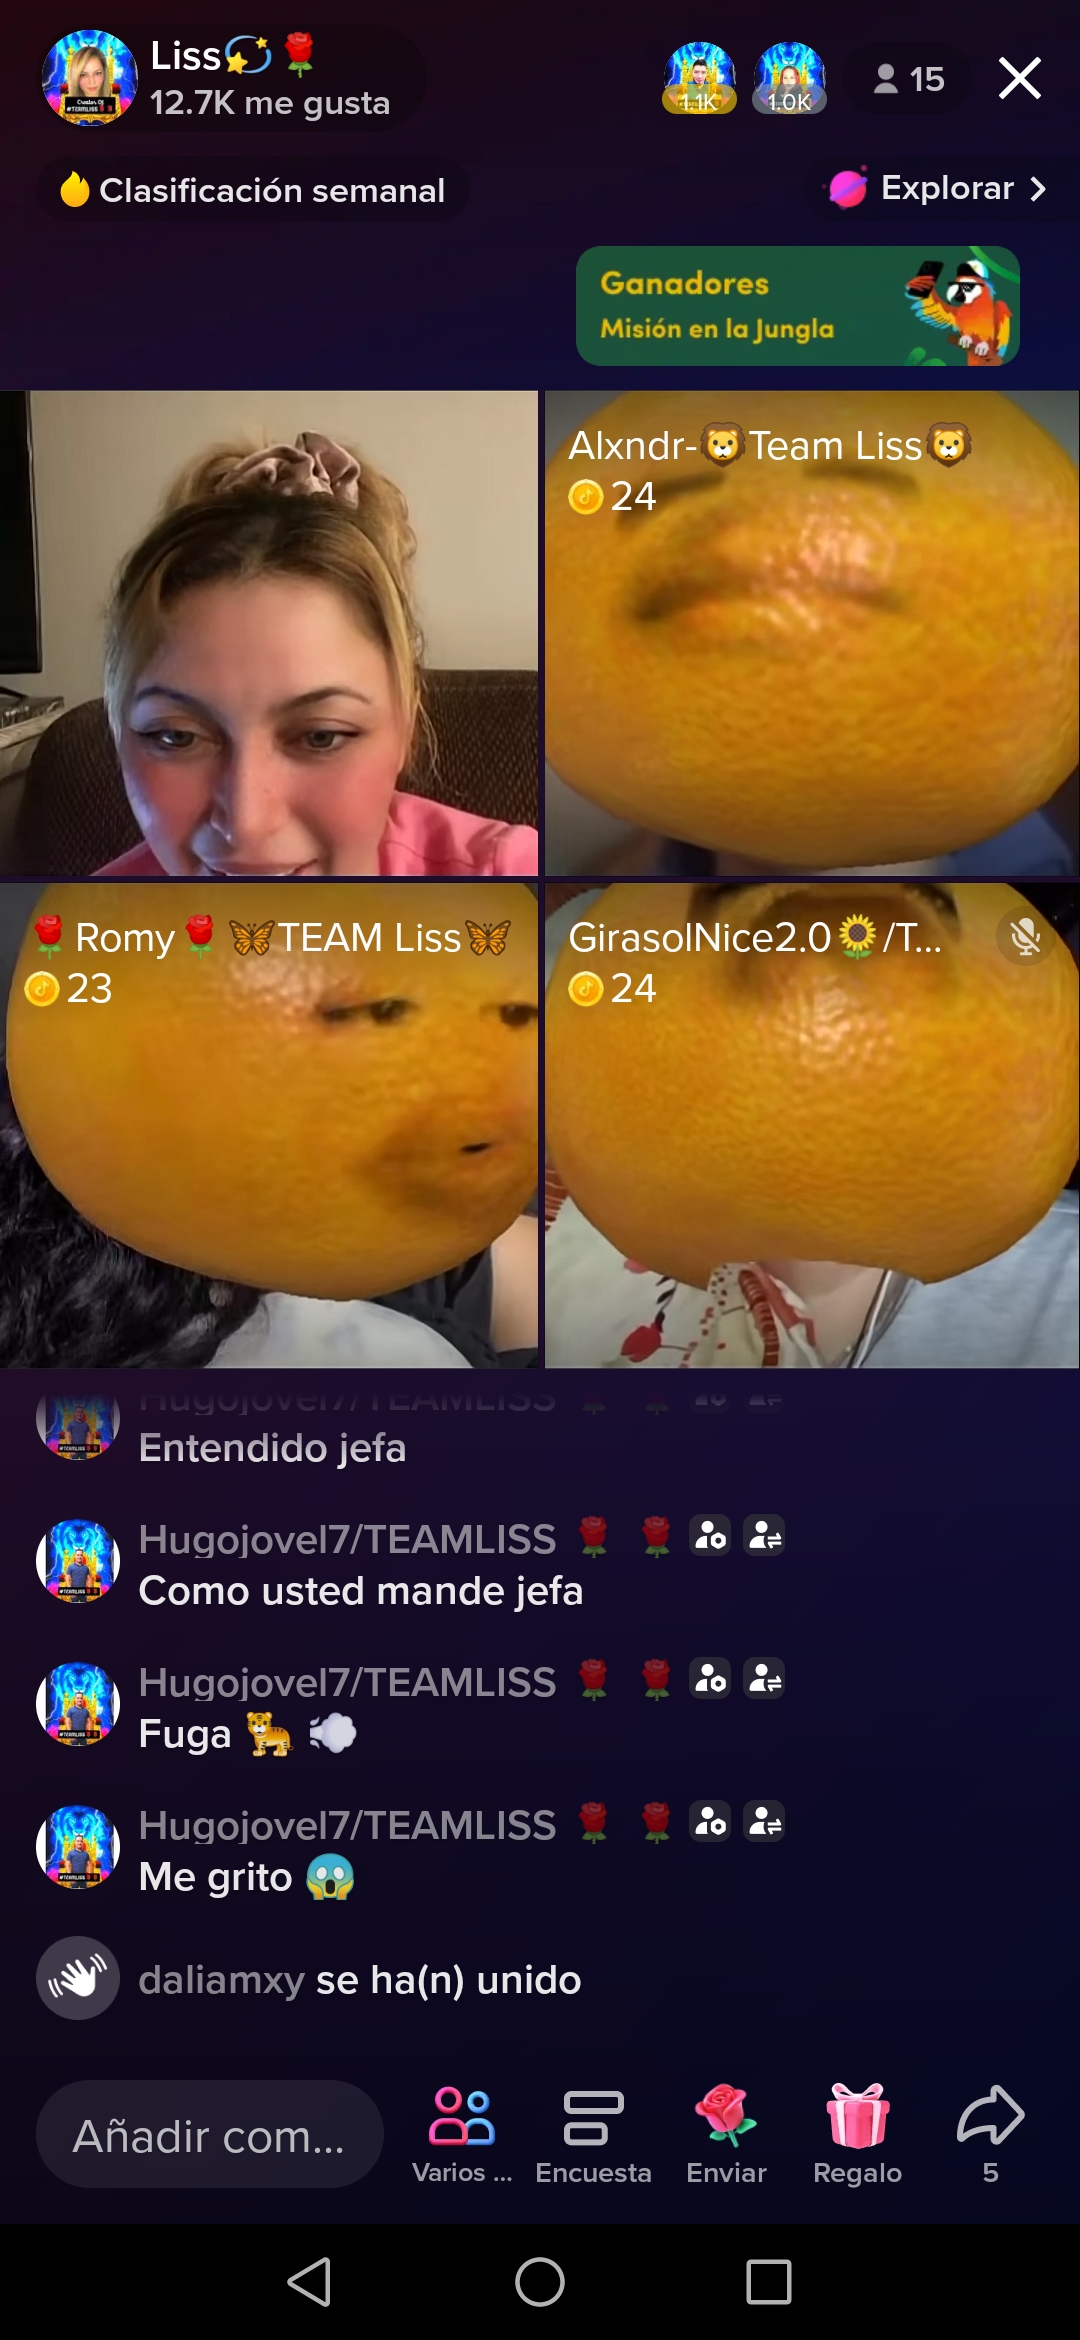 Liss💫🌹
12.7K me gusta
1.1K
1.0K
15
Clasificación semanal
Explorar
Ganadores
Misión en la Jungla
Alxndr-🦁Team Liss🦁
24
🌹Romy🌹🦋TEAM Liss🦋
23
GirasolNice2.0🌻/T...
24
Hugojovel7/TEAMLISS 🌹 🌹
Entendido jefa
Hugojovel7/TEAMLISS 🌹 🌹
Como usted mande jefa
Hugojovel7/TEAMLISS 🌹 🌹
Fuga 🐅 💨
Hugojovel7/TEAMLISS 🌹 🌹
Me grito 😱
daliamxy se ha(n) unido
Añadir com...
Varios ...
Encuesta
Enviar
Regalo
5